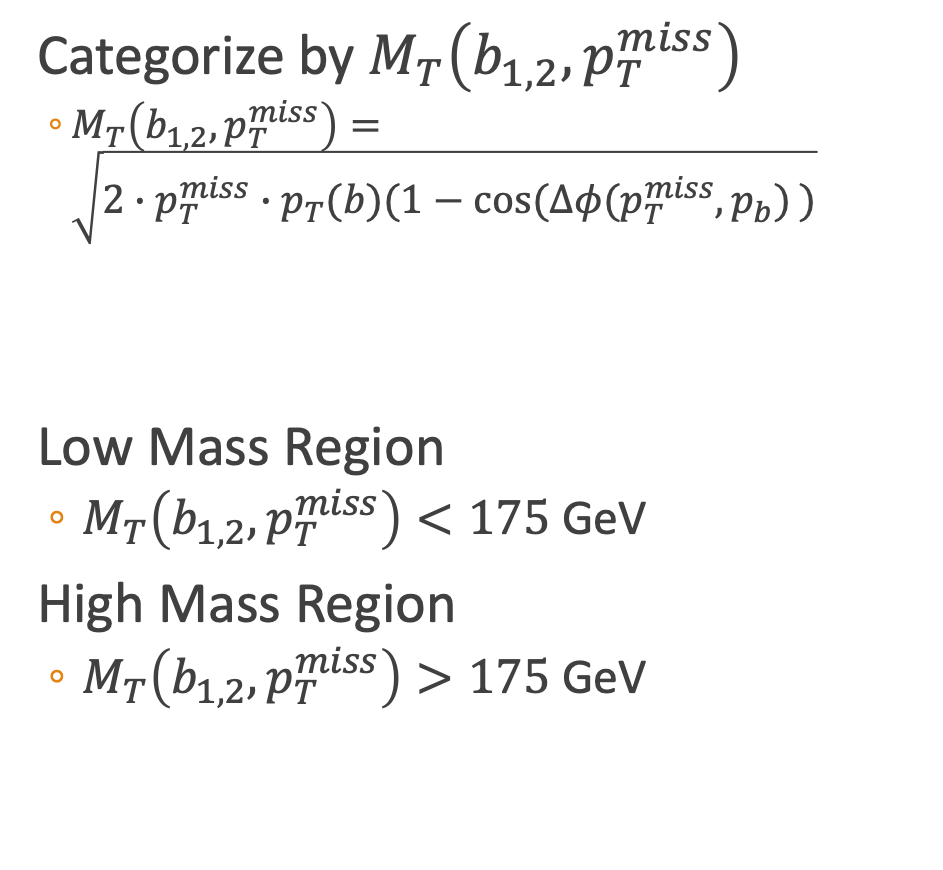 Categorize by M_T(b_{1,2}, p_T^{miss})
∘ M_T(b_{1,2}, p_T^{miss}) =
√(2 · p_T^{miss} · p_T(b)(1 − cos(Δϕ(p_T^{miss}, p_b)))
Low Mass Region
∘ M_T(b_{1,2}, p_T^{miss}) < 175 GeV
High Mass Region
∘ M_T(b_{1,2}, p_T^{miss}) > 175 GeV